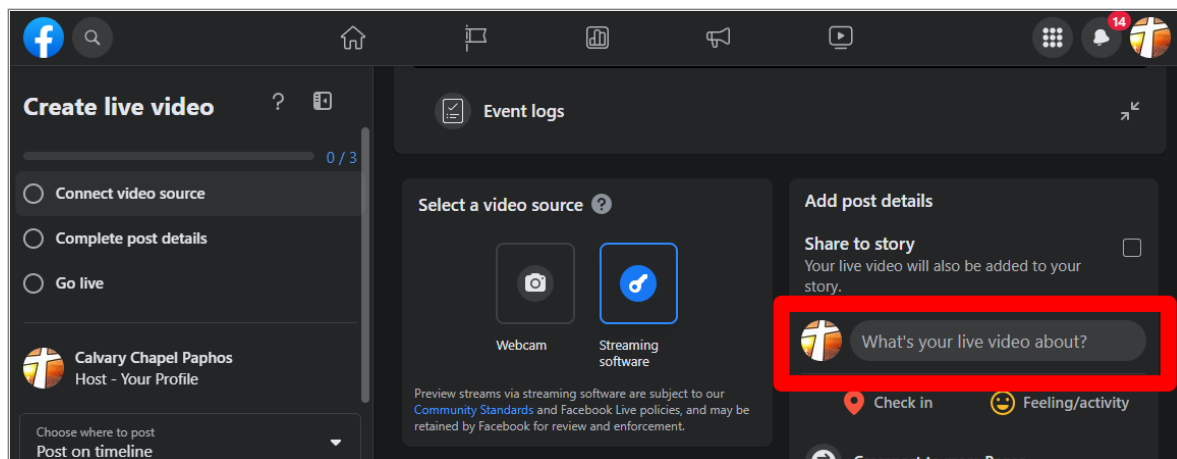 14
Create live video
?
0 / 3
Connect video source
Complete post details
Go live
Calvary Chapel Paphos
Host - Your Profile
Choose where to post
Post on timeline
Event logs
Select a video source ?
Webcam
Streaming
software
Preview streams via streaming software are subject to our
Community Standards and Facebook Live policies, and may be
retained by Facebook for review and enforcement.
Add post details
Share to story
Your live video will also be added to your
story.
What's your live video about?
Check in
Feeling/activity